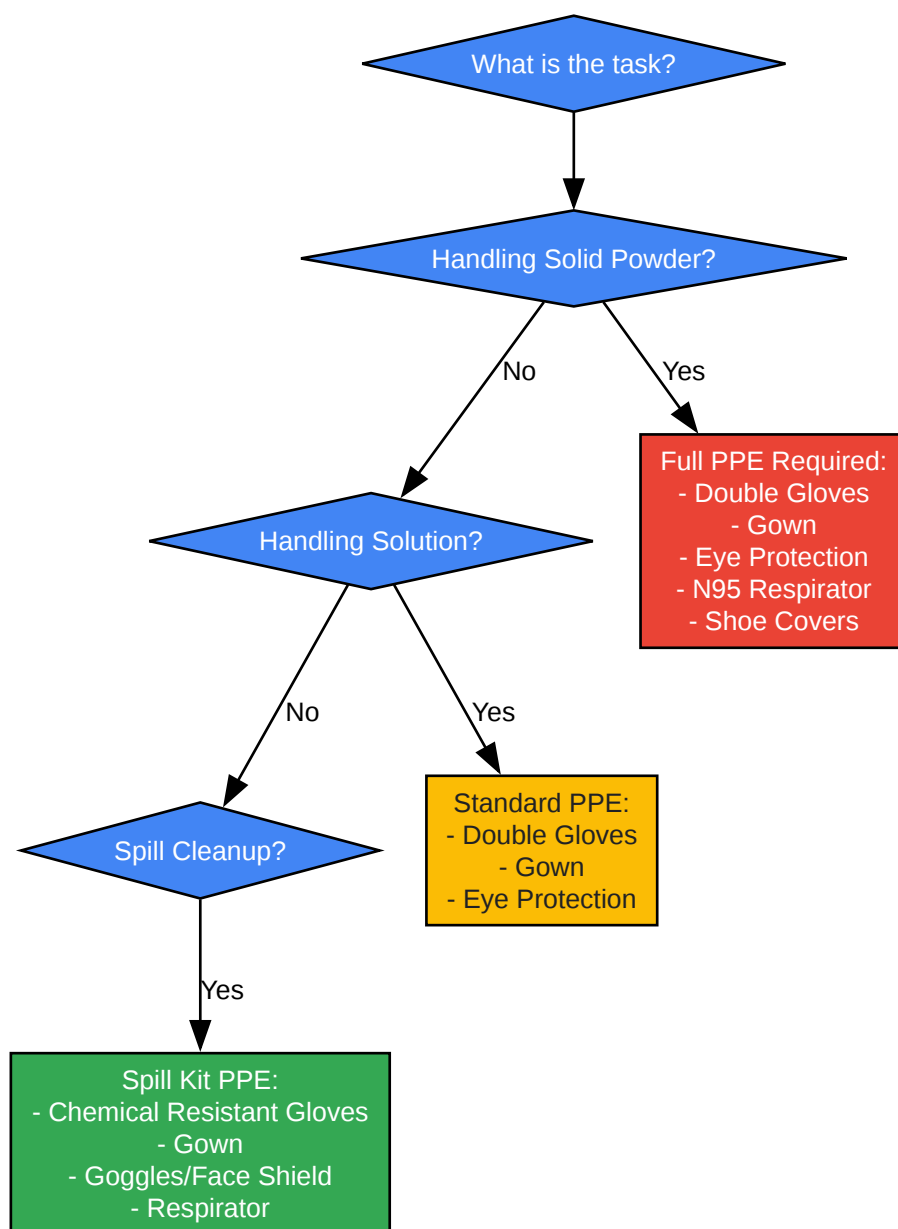 What is the task?
Handling Solid Powder?
No
Yes
Full PPE Required:
- Double Gloves
- Gown
- Eye Protection
- N95 Respirator
- Shoe Covers
Handling Solution?
No
Yes
Standard PPE:
- Double Gloves
- Gown
- Eye Protection
Spill Cleanup?
Yes
Spill Kit PPE:
- Chemical Resistant Gloves
- Gown
- Goggles/Face Shield
- Respirator